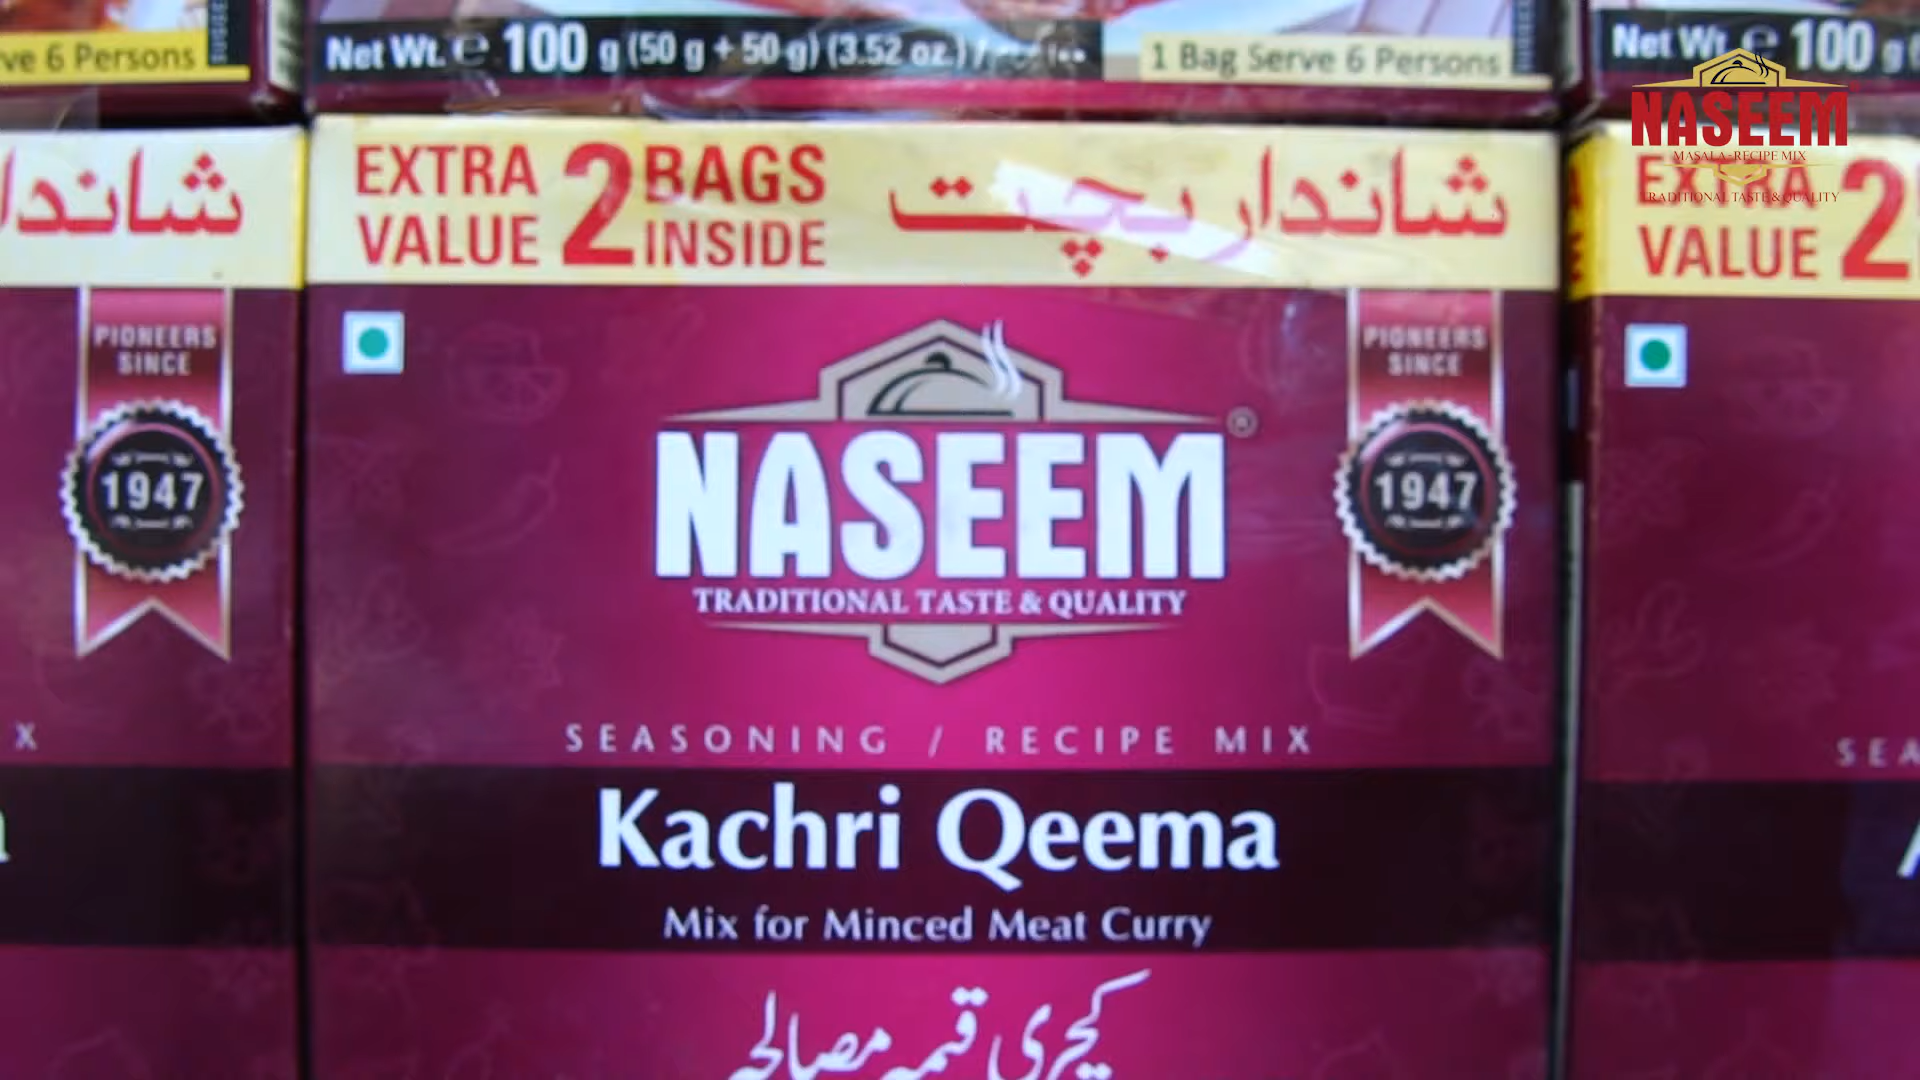 ve 6 Persons
Net Wt. e 100 g (50 g + 50 g) (3.52 oz.) /
1 Bag Serve 6 Persons
Net Wt. e 100 g
NASEEM
MASALA-RECIPE MIX
TRADITIONAL TASTE & QUALITY
EXTRA VALUE 2 BAGS INSIDE
شاندار بچت
شاندا
EXTRA
VALUE 2
PIONEERS
SINCE
1947
PIONEERS
SINCE
1947
NASEEM
®
TRADITIONAL TASTE & QUALITY
SEASONING / RECIPE MIX
X
SEA
Kachri Qeema
Mix for Minced Meat Curry
کچری قیمہ مصالحہ